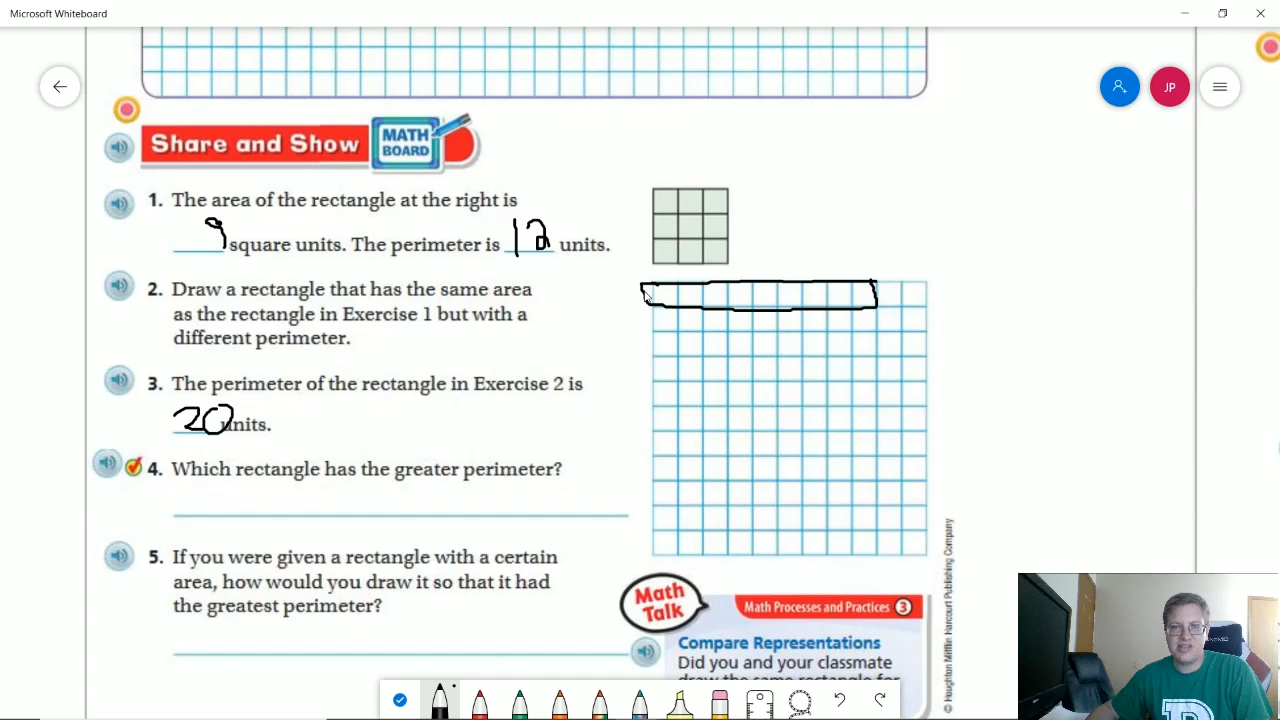 Microsoft Whiteboard
JP
Share and Show
MATH
BOARD
1. The area of the rectangle at the right is
9 square units. The perimeter is 12 units.
2. Draw a rectangle that has the same area
as the rectangle in Exercise 1 but with a
different perimeter.
3. The perimeter of the rectangle in Exercise 2 is
20 units.
4. Which rectangle has the greater perimeter?
5. If you were given a rectangle with a certain
area, how would you draw it so that it had
the greatest perimeter?
Math
Talk
Math Processes and Practices 3
Compare Representations
Did you and your classmate
draw the same rectangle for
© Houghton Mifflin Harcourt Publishing Company